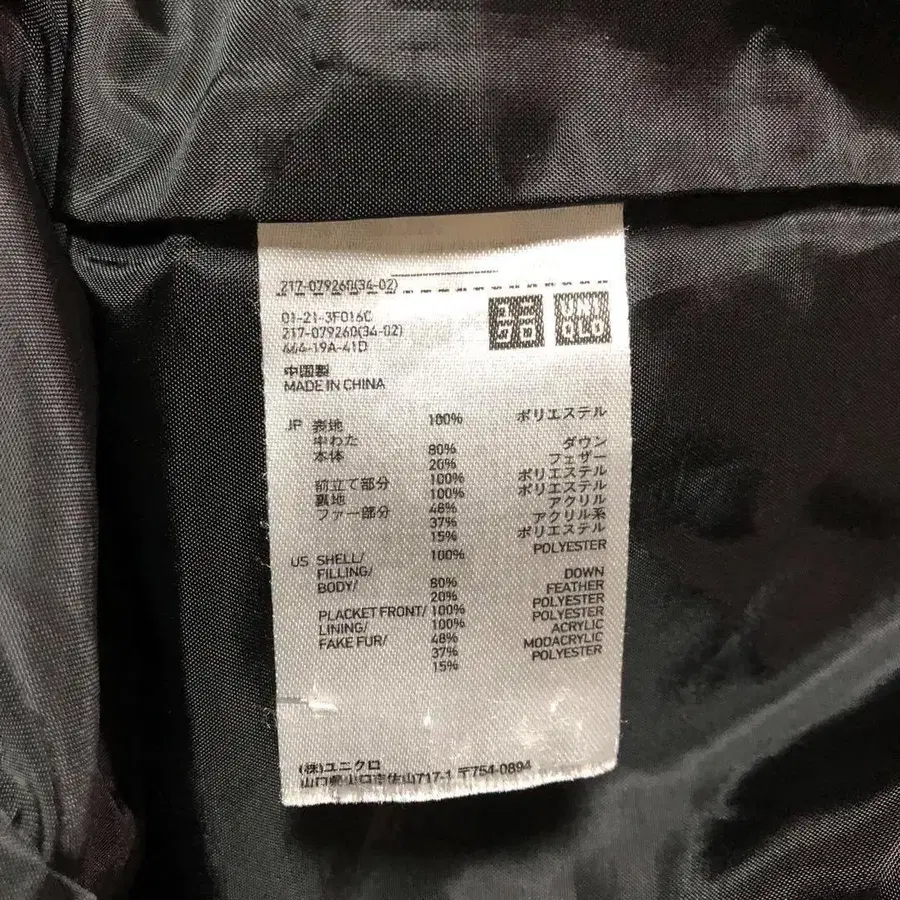 217-079260(34-02)
01-21-3F016C
217-079260(34-02)
464-19A-41D
ユニクロ UNIQLO
中国製
MADE IN CHINA
JP 表地 100% ポリエステル
中わた
本体 80% ダウン
20% フェザー
前立て部分 100% ポリエステル
裏地 100% ポリエステル
ファー部分 48% アクリル
37% アクリル系
15% ポリエステル
US SHELL/ 100% POLYESTER
FILLING/
BODY/ 80% DOWN
20% FEATHER
PLACKET FRONT/ 100% POLYESTER
LINING/ 100% POLYESTER
FAKE FUR/ 48% ACRYLIC
37% MODACRYLIC
15% POLYESTER
(株)ユニクロ
山口県山口市佐山717-1 〒754-0894